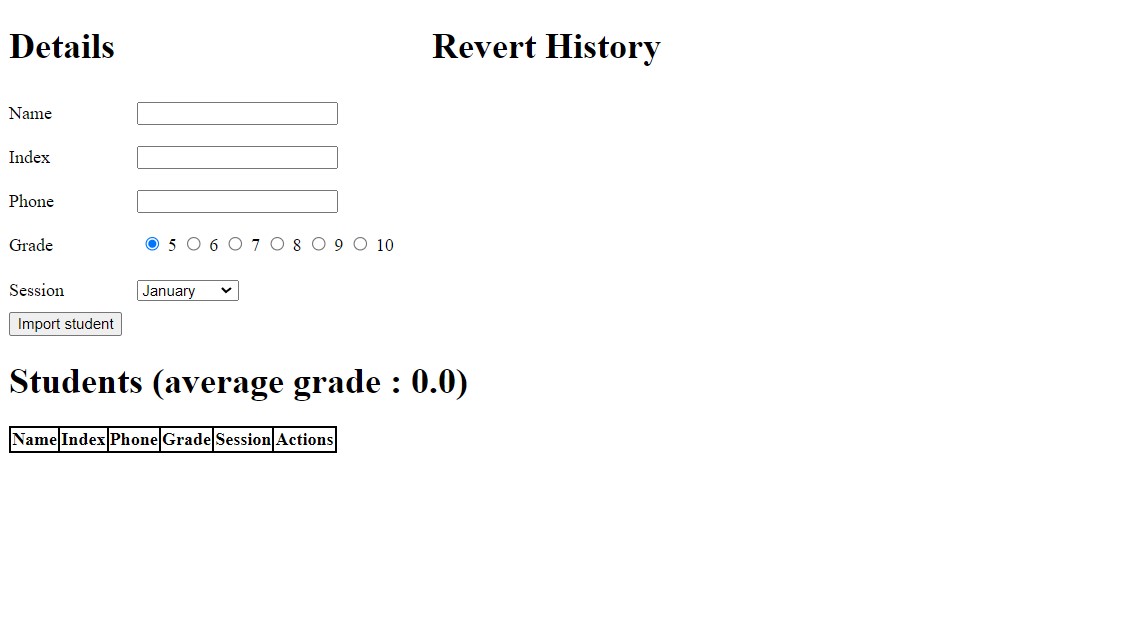 Details
Revert History
Name
Index
Phone
Grade 5 6 7 8 9 10
Session January
Import student
Students (average grade : 0.0)
Name Index Phone Grade Session Actions